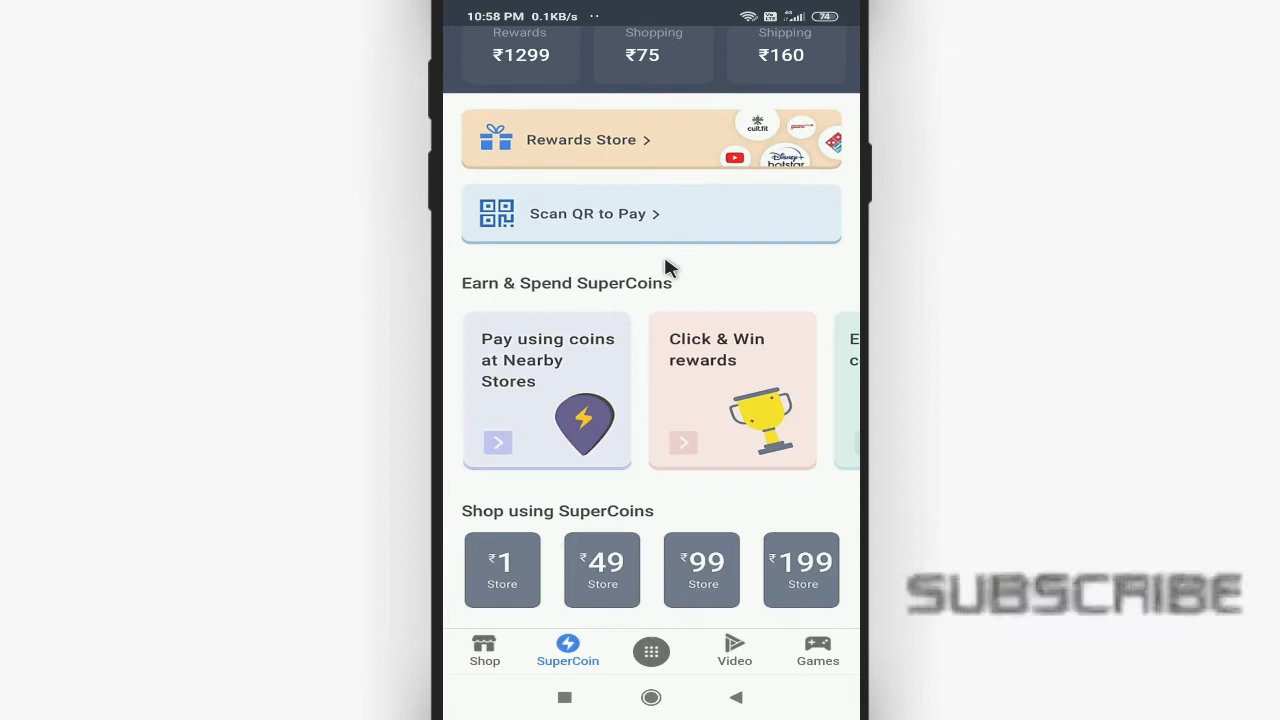 10:58 PM 0.1KB/s
74
Rewards Shopping Shipping
₹1299 ₹75 ₹160
Rewards Store >
cult.fit
Disney+
hotstar
Scan QR to Pay >
Earn & Spend SuperCoins
Pay using coins
at Nearby
Stores
Click & Win
rewards
E
c
Shop using SuperCoins
₹1
Store
₹49
Store
₹99
Store
₹199
Store
Shop SuperCoin Video Games
SUBSCRIBE